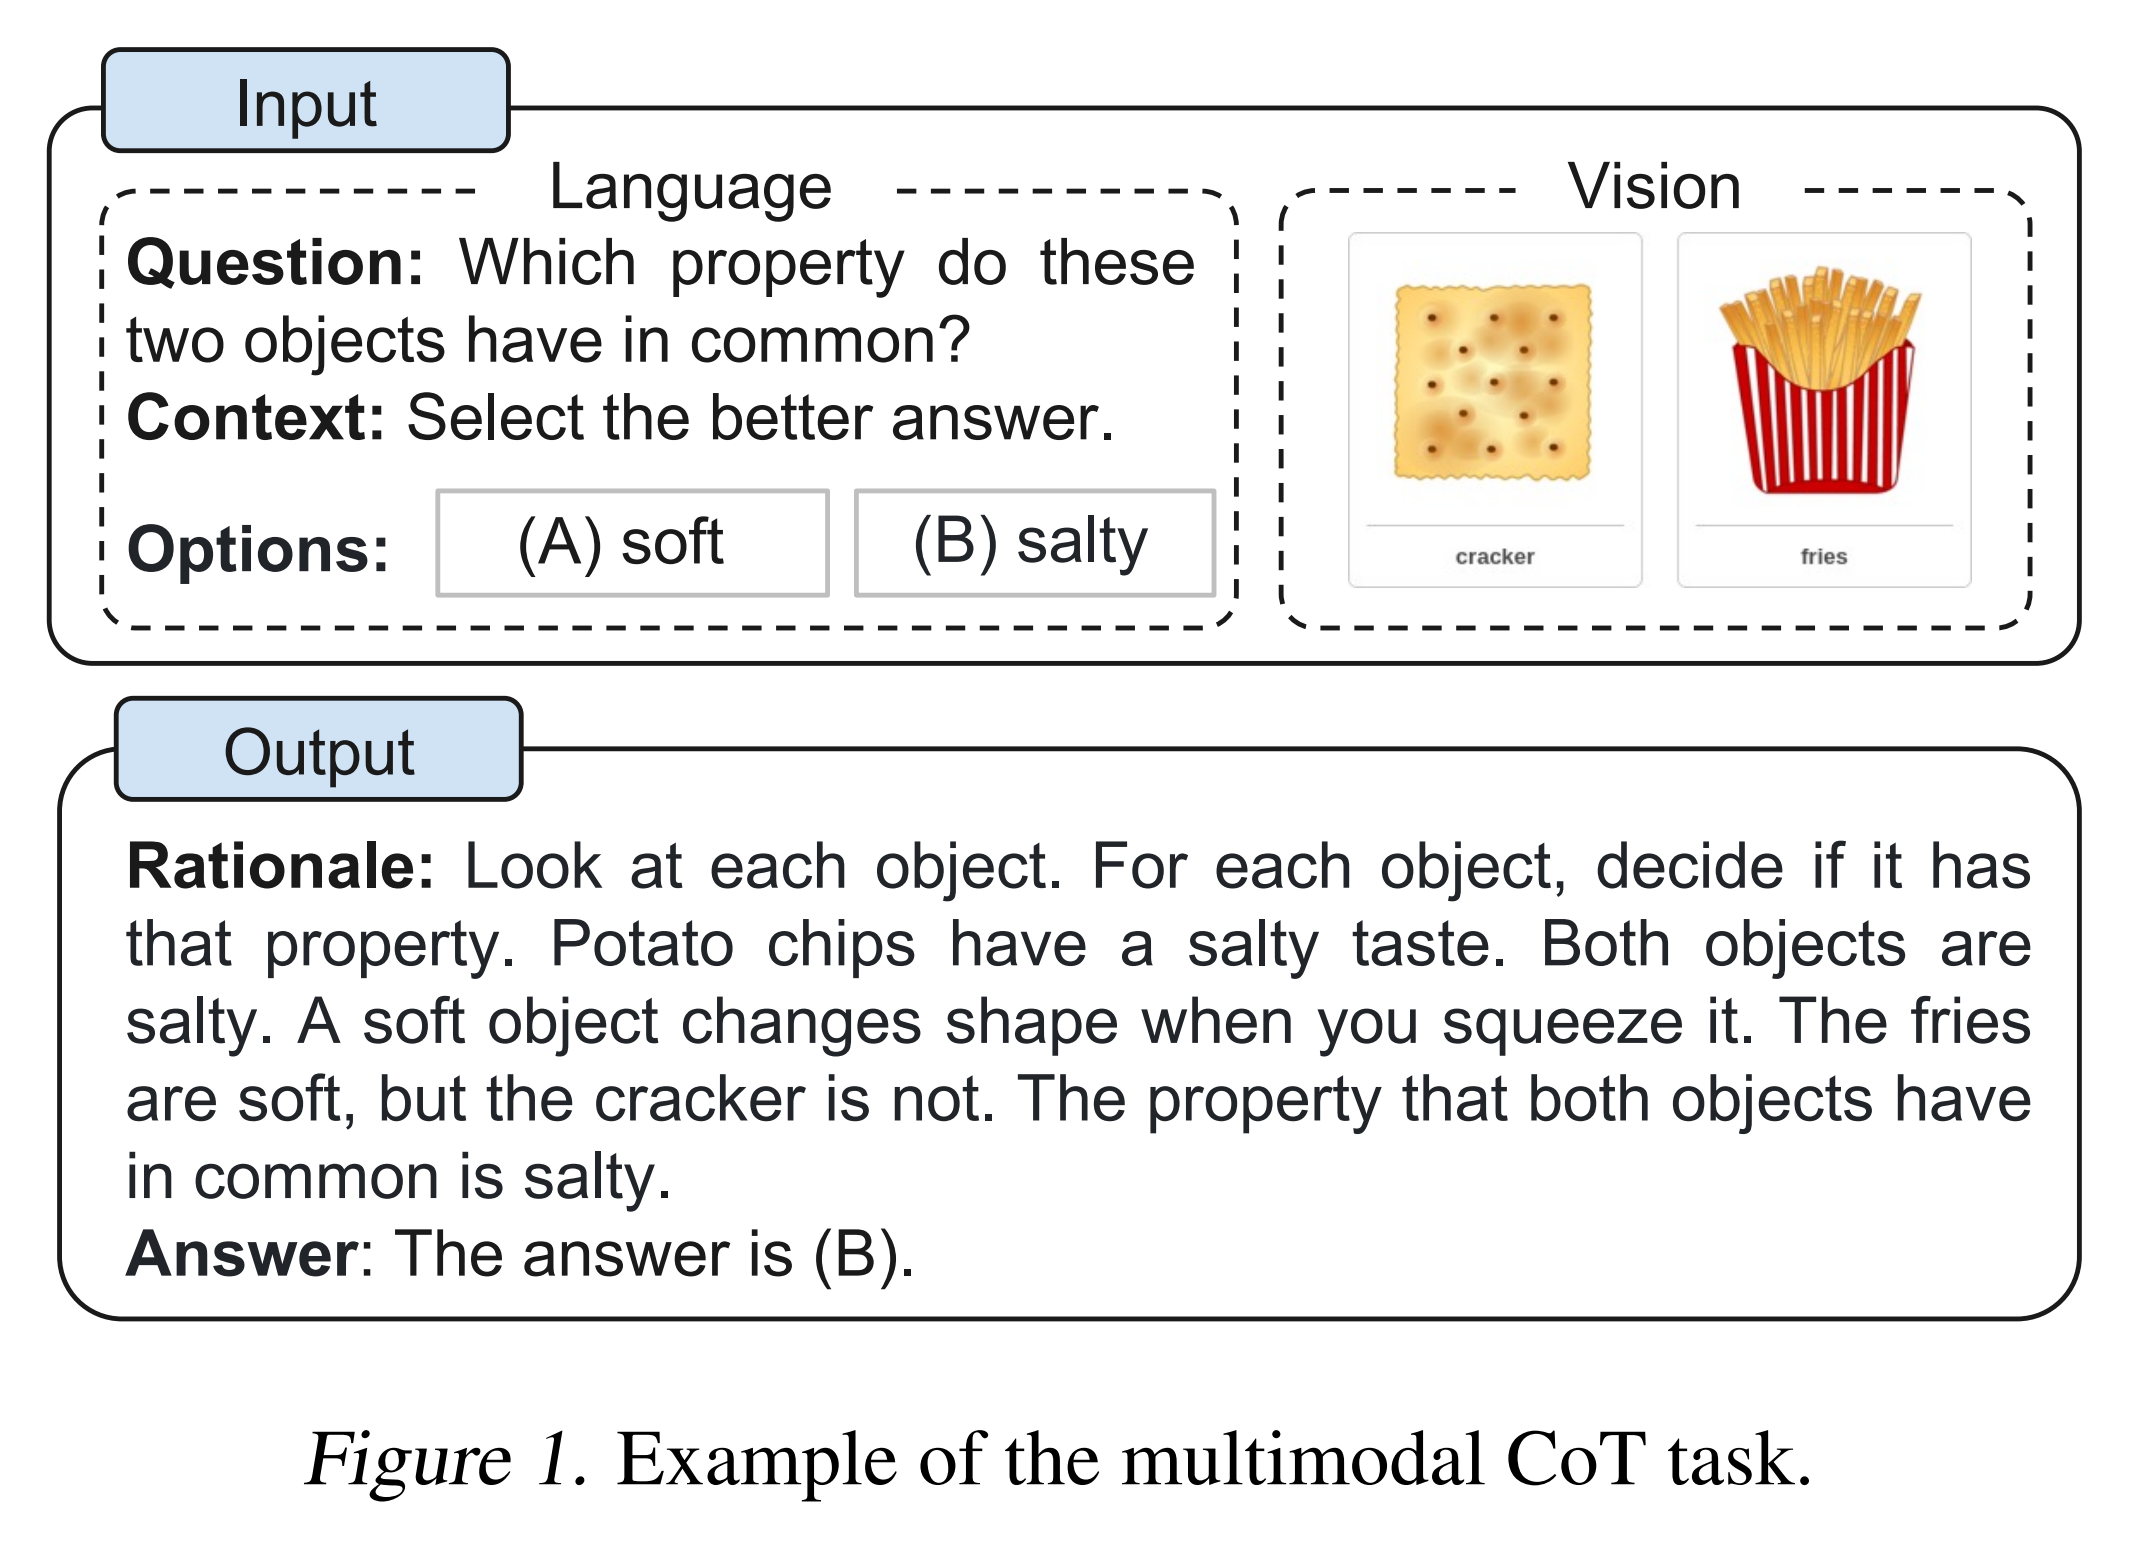 Input
Language
Question: Which property do these
two objects have in common?
Context: Select the better answer.
Options: (A) soft (B) salty
Vision
cracker
fries
Output
Rationale: Look at each object. For each object, decide if it has
that property. Potato chips have a salty taste. Both objects are
salty. A soft object changes shape when you squeeze it. The fries
are soft, but the cracker is not. The property that both objects have
in common is salty.
Answer: The answer is (B).
Figure 1. Example of the multimodal CoT task.